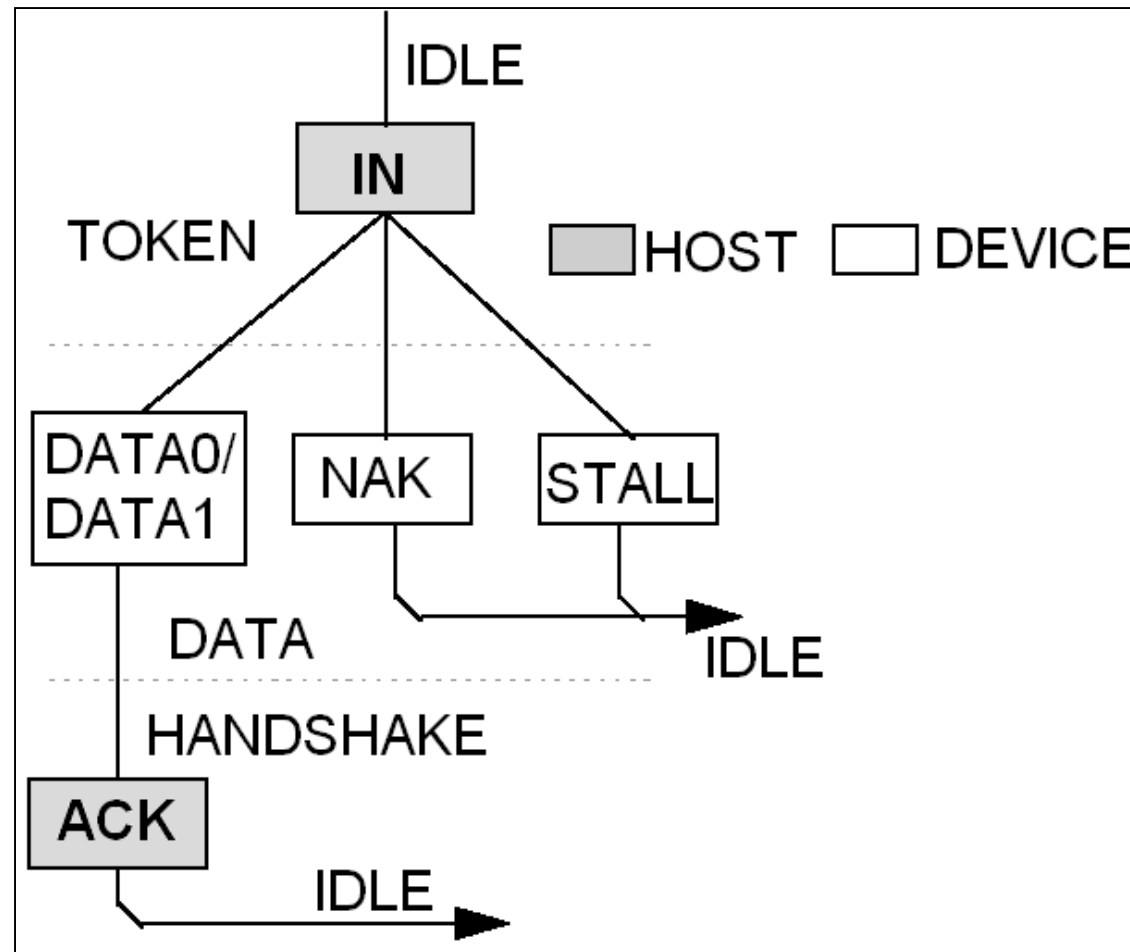 IDLE
IN
TOKEN
HOST
DEVICE
DATA0/
DATA1
NAK
STALL
DATA
IDLE
HANDSHAKE
ACK
IDLE